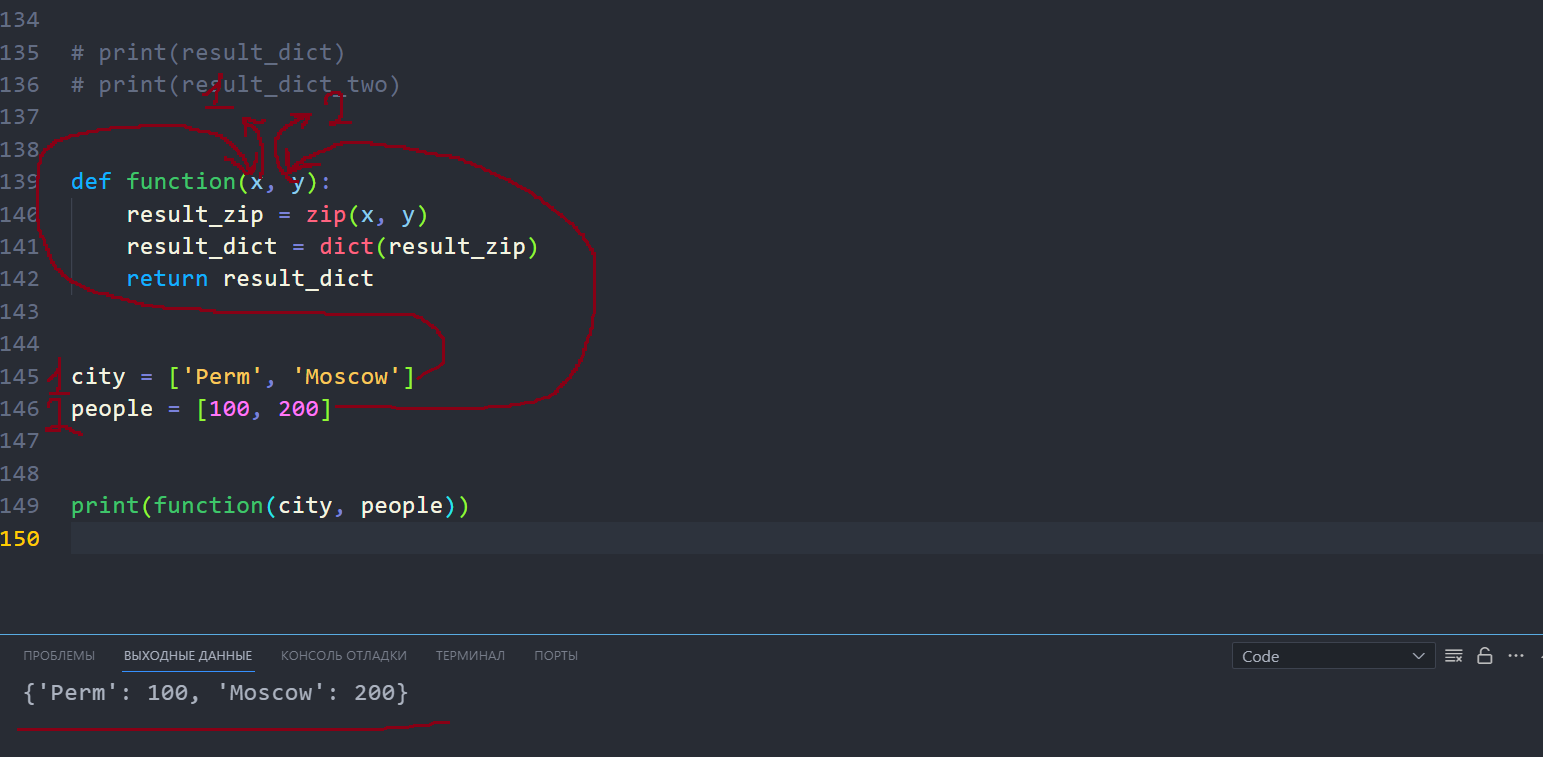 134
135 # print(result_dict)
136 # print(result_dict_two)
1 2
137
138
139 def function(x, y):
140     result_zip = zip(x, y)
141     result_dict = dict(result_zip)
142     return result_dict
143
144
145 1 city = ['Perm', 'Moscow']
146 1 people = [100, 200]
147
148
149 print(function(city, people))
150
ПРОБЛЕМЫ ВЫХОДНЫЕ ДАННЫЕ КОНСОЛЬ ОТЛАДКИ ТЕРМИНАЛ ПОРТЫ Code
{'Perm': 100, 'Moscow': 200}